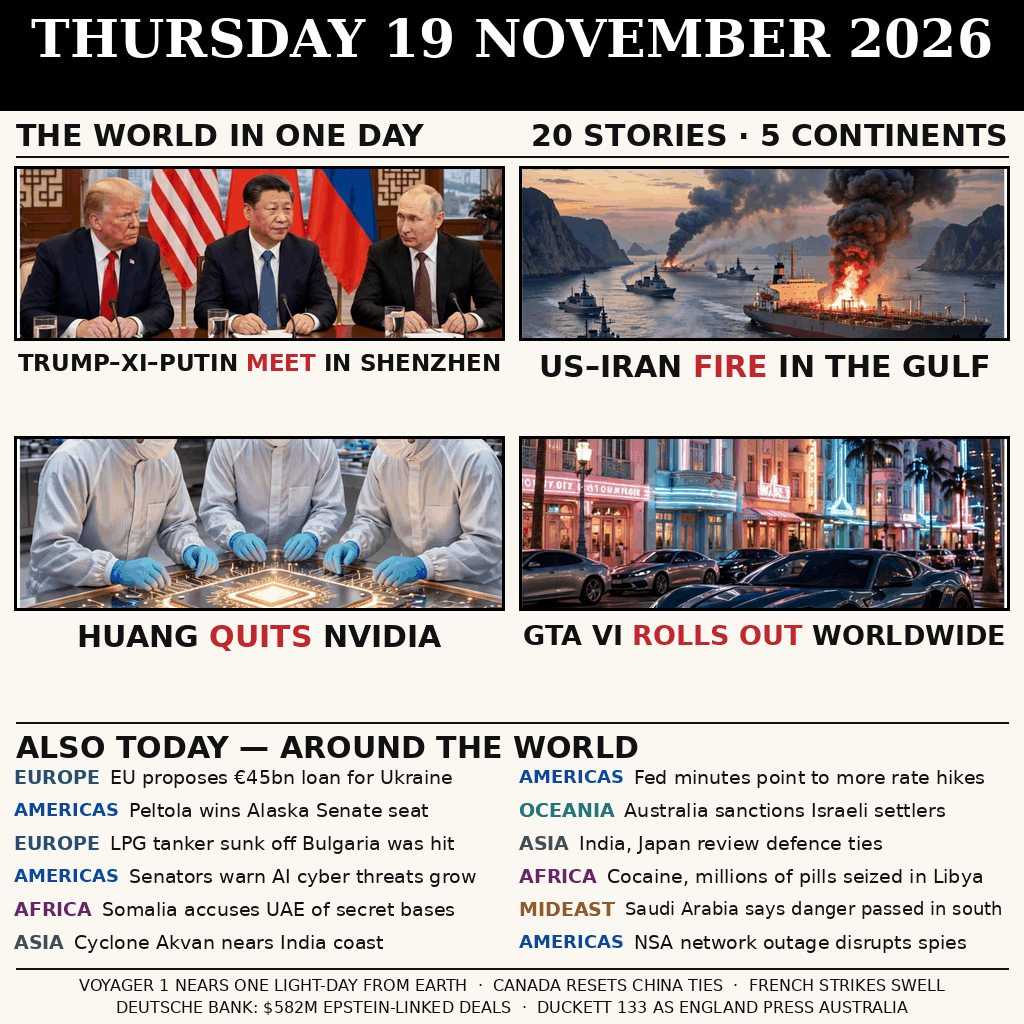 THURSDAY 19 NOVEMBER 2026
THE WORLD IN ONE DAY
20 STORIES · 5 CONTINENTS
TRUMP–XI–PUTIN MEET IN SHENZHEN
US–IRAN FIRE IN THE GULF
HUANG QUITS NVIDIA
GTA VI ROLLS OUT WORLDWIDE
ALSO TODAY — AROUND THE WORLD
EUROPE EU proposes €45bn loan for Ukraine
AMERICAS Peltola wins Alaska Senate seat
EUROPE LPG tanker sunk off Bulgaria was hit
AMERICAS Senators warn AI cyber threats grow
AFRICA Somalia accuses UAE of secret bases
ASIA Cyclone Akvan nears India coast
AMERICAS Fed minutes point to more rate hikes
OCEANIA Australia sanctions Israeli settlers
ASIA India, Japan review defence ties
AFRICA Cocaine, millions of pills seized in Libya
MIDEAST Saudi Arabia says danger passed in south
AMERICAS NSA network outage disrupts spies
VOYAGER 1 NEARS ONE LIGHT-DAY FROM EARTH · CANADA RESETS CHINA TIES · FRENCH STRIKES SWELL
DEUTSCHE BANK: $582M EPSTEIN-LINKED DEALS · DUCKETT 133 AS ENGLAND PRESS AUSTRALIA